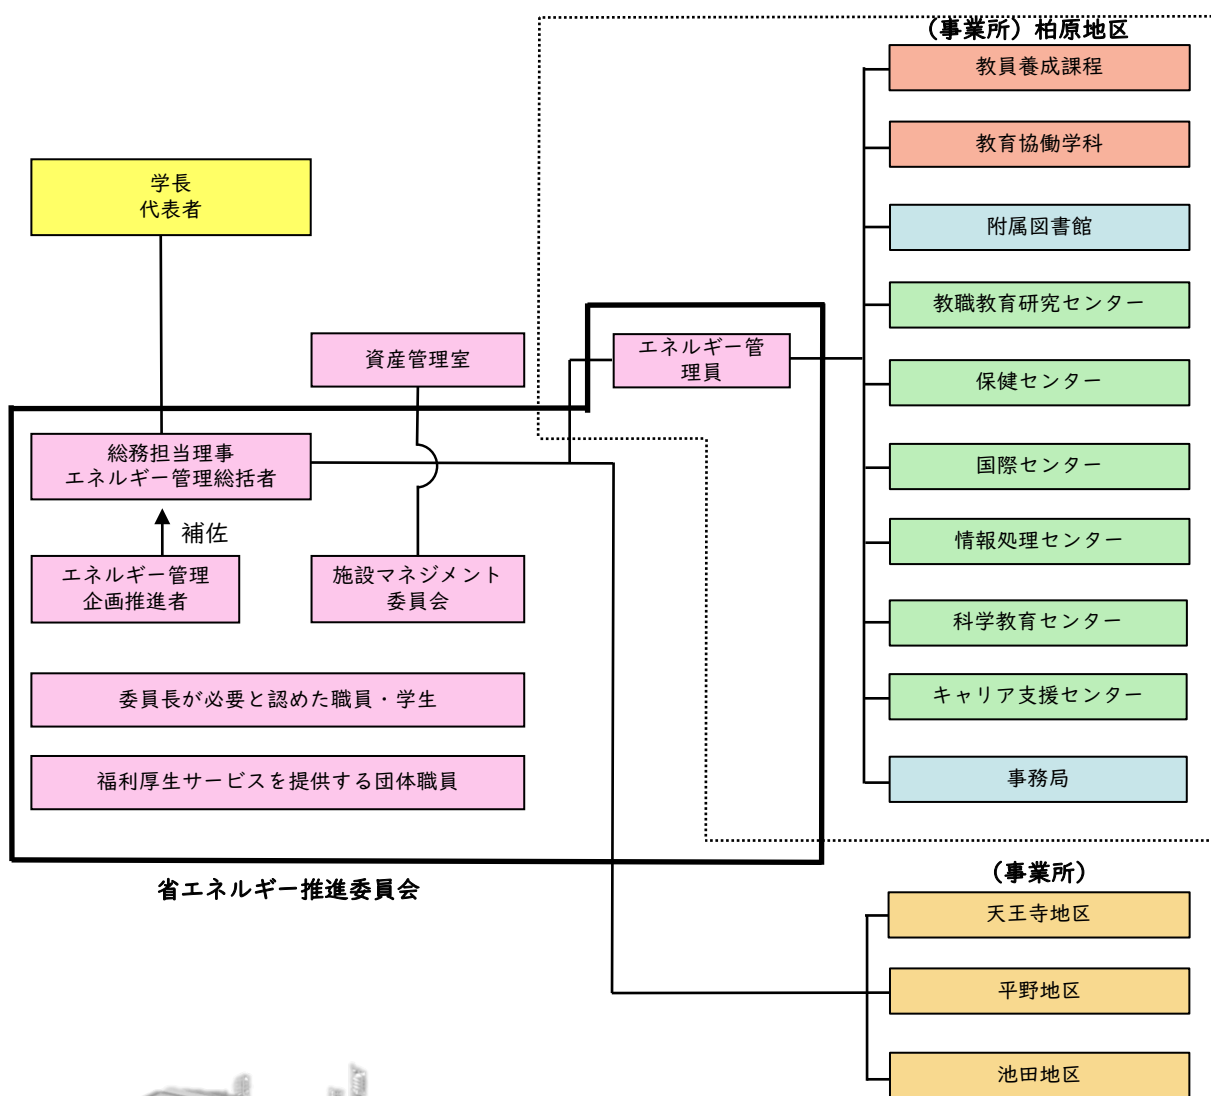 （事業所）柏原地区
教員養成課程
教育協働学科
学長
代表者
附属図書館
教職教育研究センター
資産管理室
エネルギー管
理員
保健センター
総務担当理事
エネルギー管理総括者
国際センター
補佐
情報処理センター
エネルギー管理
企画推進者
施設マネジメント
委員会
科学教育センター
委員長が必要と認めた職員・学生
キャリア支援センター
福利厚生サービスを提供する団体職員
事務局
省エネルギー推進委員会
（事業所）
天王寺地区
平野地区
池田地区